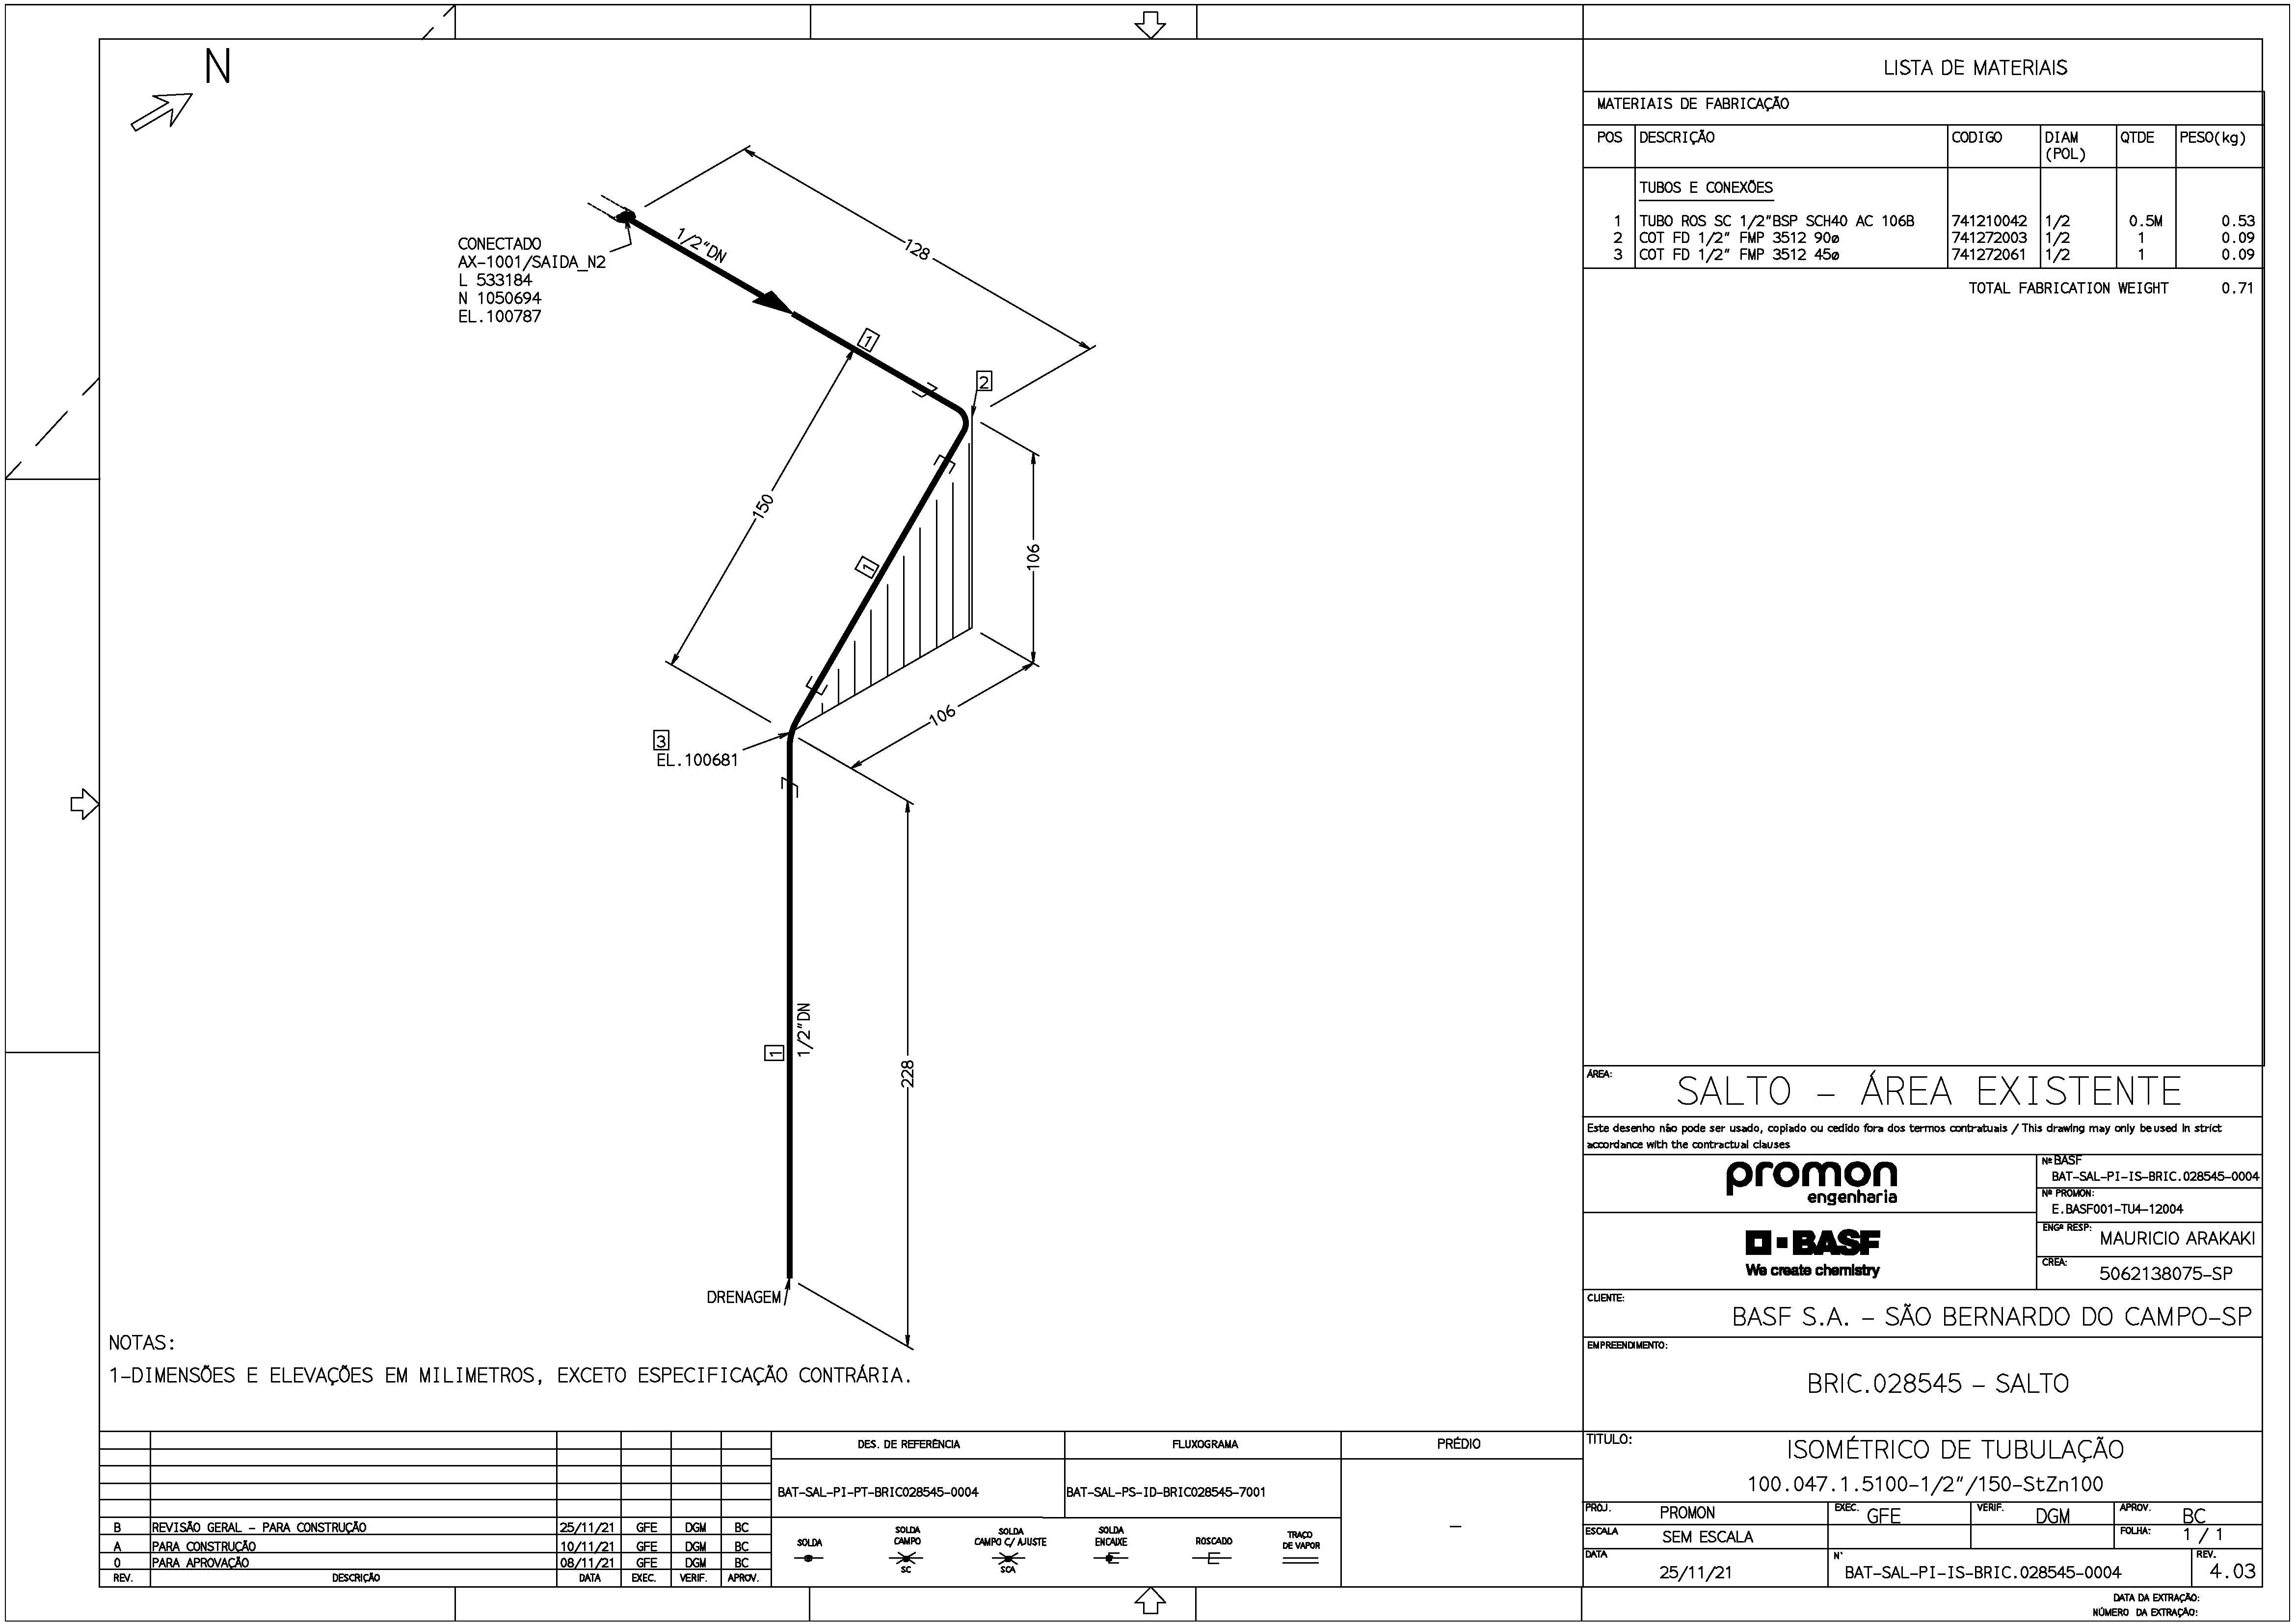 N
CONECTADO
AX-1001/SAIDA_N2
L 533184
N 1050694
EL.100787
1/2"DN
128
1
2
150
106
1
106
3
EL.100681
1/2"DN
1
228
DRENAGEM
NOTAS:
1-DIMENSÕES E ELEVAÇÕES EM MILIMETROS, EXCETO ESPECIFICAÇÃO CONTRÁRIA.
LISTA DE MATERIAIS
MATERIAIS DE FABRICAÇÃO
POS DESCRIÇÃO CODIGO DIAM (POL) QTDE PESO(kg)
TUBOS E CONEXÕES
1 TUBO ROS SC 1/2"BSP SCH40 AC 106B 741210042 1/2 0.5M 0.53
2 COT FD 1/2" FMP 3512 90ø 741272003 1/2 1 0.09
3 COT FD 1/2" FMP 3512 45ø 741272061 1/2 1 0.09
TOTAL FABRICATION WEIGHT 0.71
ÁREA:
SALTO - ÁREA EXISTENTE
Este desenho não pode ser usado, copiado ou cedido fora dos termos contratuais / This drawing may only be used in strict
accordance with the contractual clauses
promon
engenharia
Nº BASF
BAT-SAL-PI-IS-BRIC.028545-0004
Nº PROMON:
E.BASF001-TU4-12004
BASF
We create chemistry
ENGº RESP:
MAURICIO ARAKAKI
CREA:
5062138075-SP
CLIENTE:
BASF S.A. - SÃO BERNARDO DO CAMPO-SP
EMPREENDIMENTO:
BRIC.028545 - SALTO
TITULO:
ISOMÉTRICO DE TUBULAÇÃO
100.047.1.5100-1/2"/150-StZn100
PROJ. PROMON EXEC. GFE VERIF. DGM APROV. BC
ESCALA SEM ESCALA FOLHA: 1 / 1
DATA 25/11/21 N° BAT-SAL-PI-IS-BRIC.028545-0004 REV. 4.03
DATA DA EXTRAÇÃO:
NÚMERO DA EXTRAÇÃO:
DES. DE REFERÊNCIA FLUXOGRAMA PRÉDIO
BAT-SAL-PI-PT-BRIC028545-0004 BAT-SAL-PS-ID-BRIC028545-7001 -
SOLDA
SOLDA CAMPO
SC
SOLDA CAMPO C/ AJUSTE
SCA
SOLDA ENCAIXE
ROSCADO
TRAÇO DE VAPOR
B REVISÃO GERAL - PARA CONSTRUÇÃO 25/11/21 GFE DGM BC
A PARA CONSTRUÇÃO 10/11/21 GFE DGM BC
0 PARA APROVAÇÃO 08/11/21 GFE DGM BC
REV. DESCRIÇÃO DATA EXEC. VERIF. APROV.